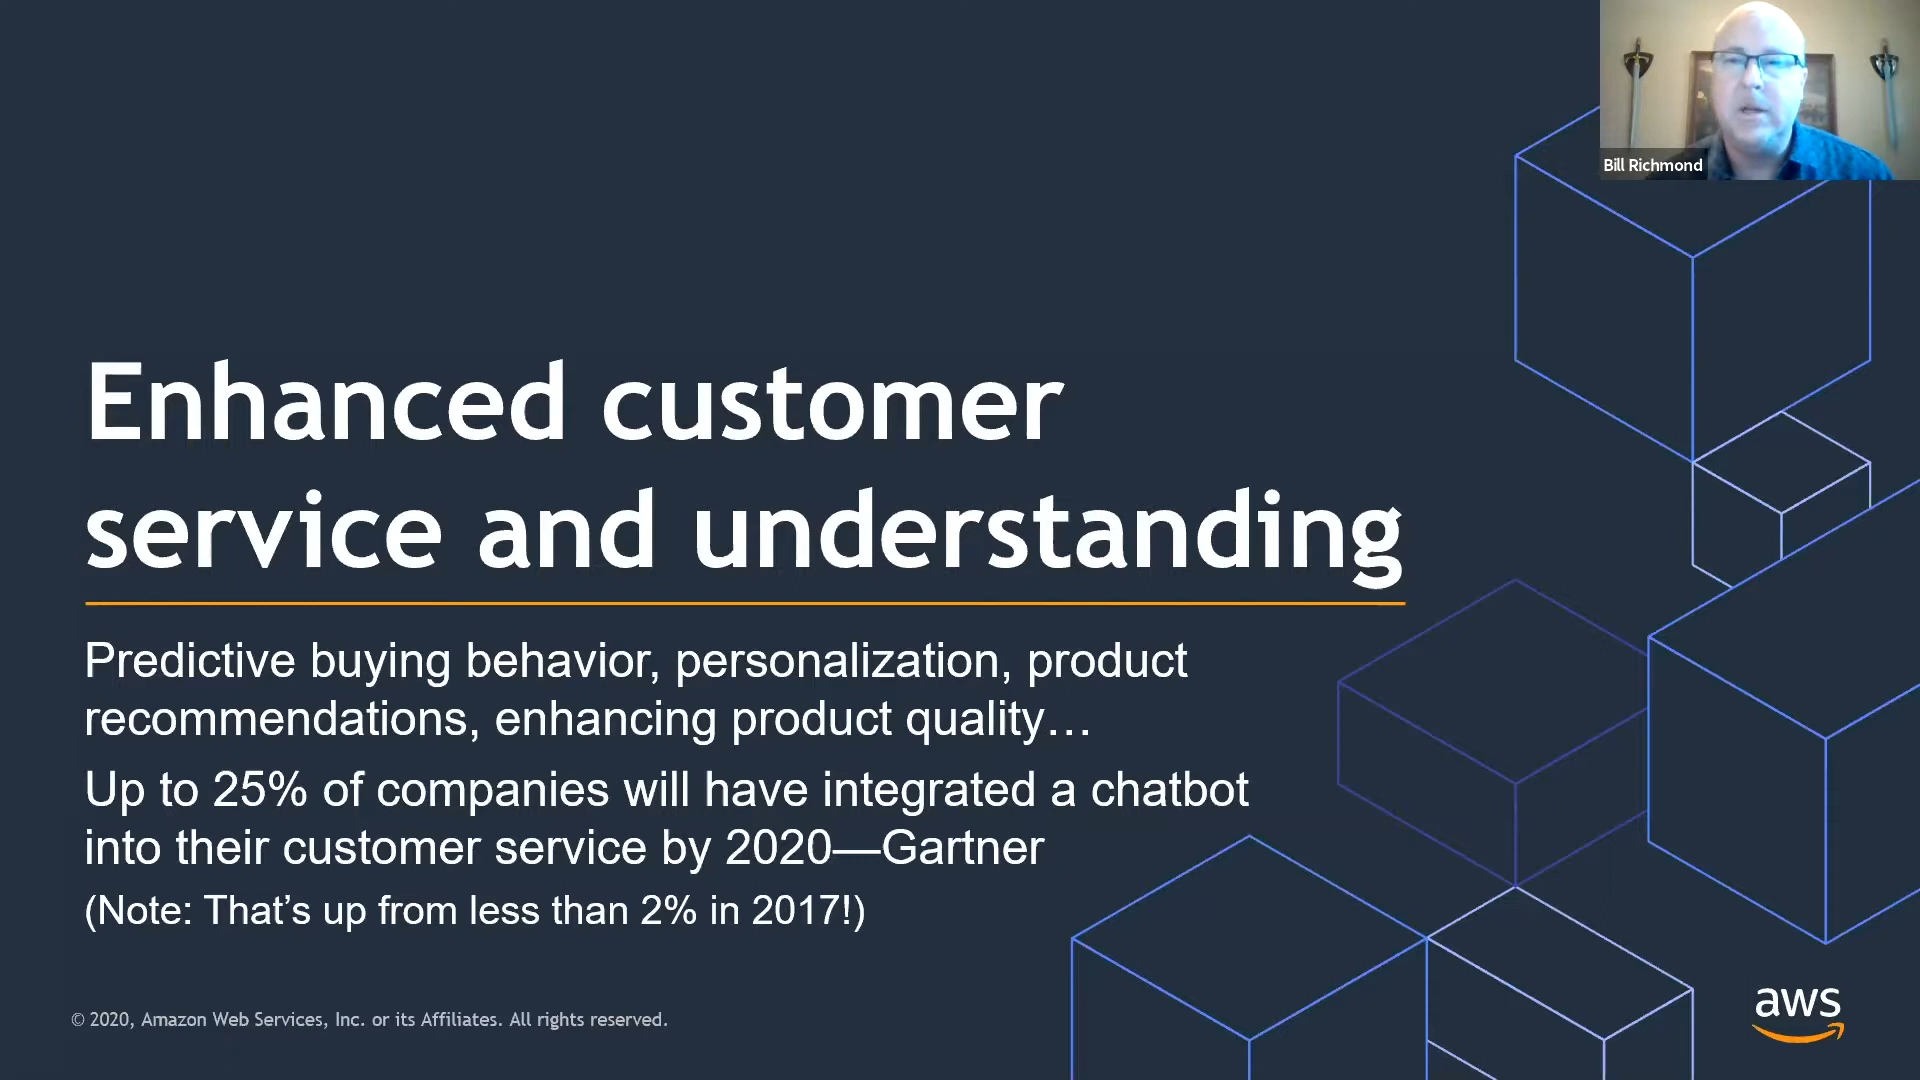 Bill Richmond
Enhanced customer
service and understanding
Predictive buying behavior, personalization, product
recommendations, enhancing product quality…
Up to 25% of companies will have integrated a chatbot
into their customer service by 2020—Gartner
(Note: That’s up from less than 2% in 2017!)
© 2020, Amazon Web Services, Inc. or its Affiliates. All rights reserved.
aws